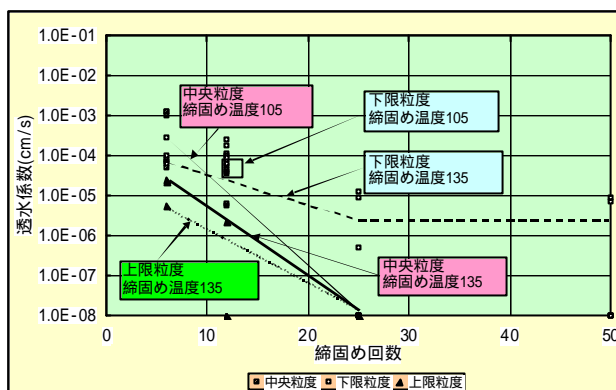 1.0E-01
1.0E-02
1.0E-03
1.0E-04
1.0E-05
1.0E-06
1.0E-07
1.0E-08
透水係数(cm/s)
中央粒度
締固め温度105
下限粒度
締固め温度105
下限粒度
締固め温度135
中央粒度
締固め温度135
上限粒度
締固め温度135
0 10 20 30 40 50
締固め回数
中央粒度 下限粒度 上限粒度